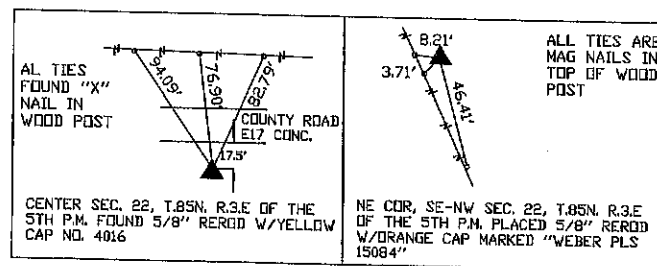 AL TIES
FOUND "X"
NAIL IN
WOOD POST
94.09'
76.90'
82.79'
COUNTY ROAD
E17 CONC.
17.5'
CENTER SEC. 22, T.85N. R.3.E OF THE
5TH P.M. FOUND 5/8" REROD W/YELLOW
CAP NO. 4016
8.21'
3.71'
46.41'
ALL TIES ARE
MAG NAILS IN
TOP OF WOOD
POST
NE COR, SE-NW SEC. 22, T.85N. R.3.E
OF THE 5TH P.M. PLACED 5/8" REROD
W/ORANGE CAP MARKED "WEBER PLS
15084"